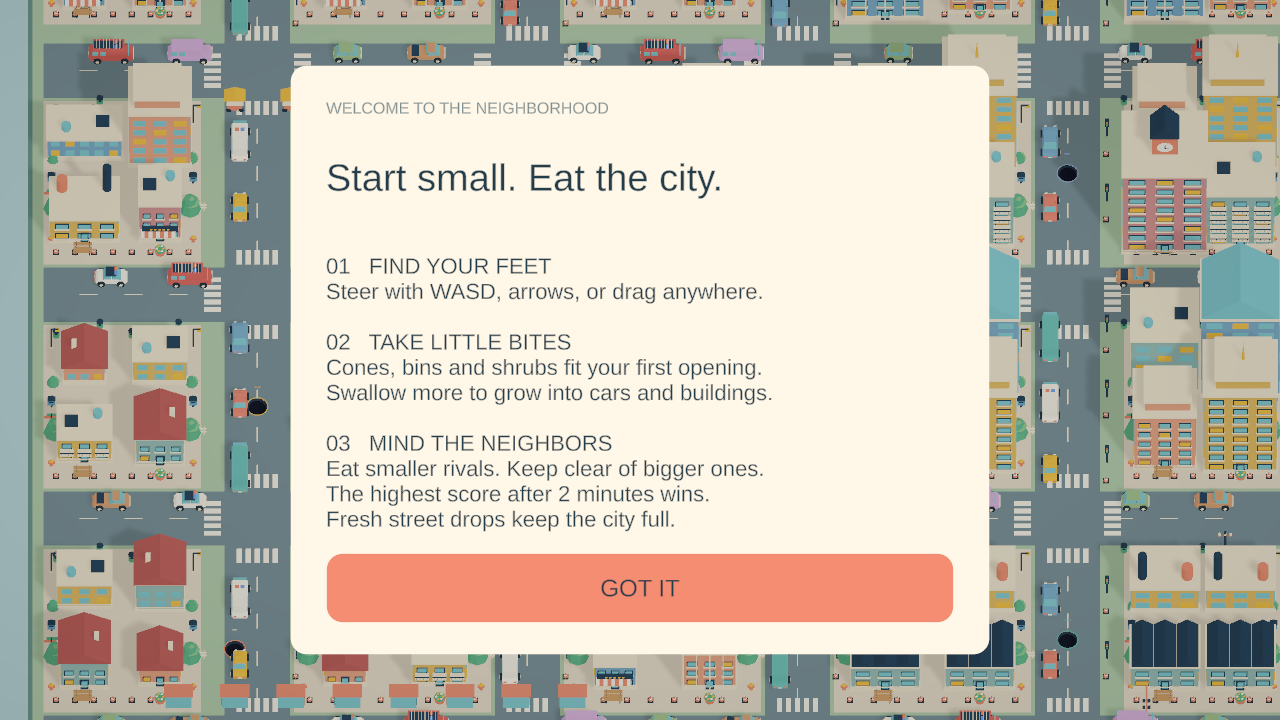 WELCOME TO THE NEIGHBORHOOD
Start small. Eat the city.
01 FIND YOUR FEET
Steer with WASD, arrows, or drag anywhere.
02 TAKE LITTLE BITES
Cones, bins and shrubs fit your first opening.
Swallow more to grow into cars and buildings.
03 MIND THE NEIGHBORS
Eat smaller rivals. Keep clear of bigger ones.
The highest score after 2 minutes wins.
Fresh street drops keep the city full.
GOT IT